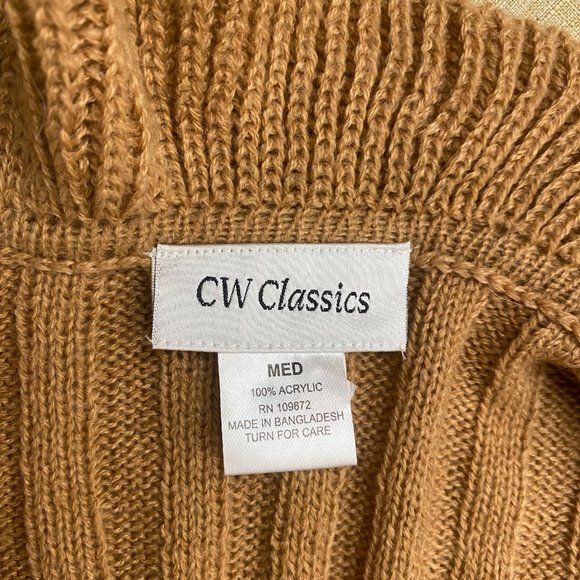 CW Classics
MED
100% ACRYLIC
RN 109872
MADE IN BANGLADESH
TURN FOR CARE